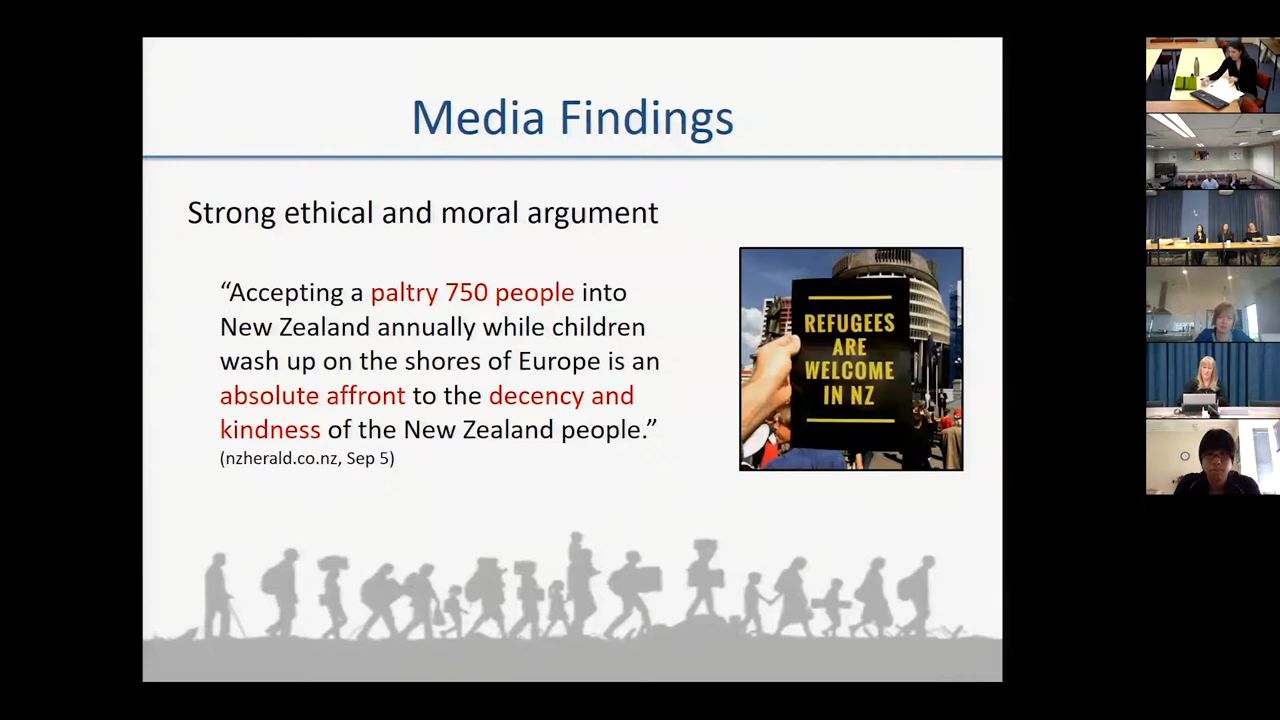 Media Findings
Strong ethical and moral argument
“Accepting a paltry 750 people into
New Zealand annually while children
wash up on the shores of Europe is an
absolute affront to the decency and
kindness of the New Zealand people.”
(nzherald.co.nz, Sep 5)
REFUGEES
ARE
WELCOME
IN NZ